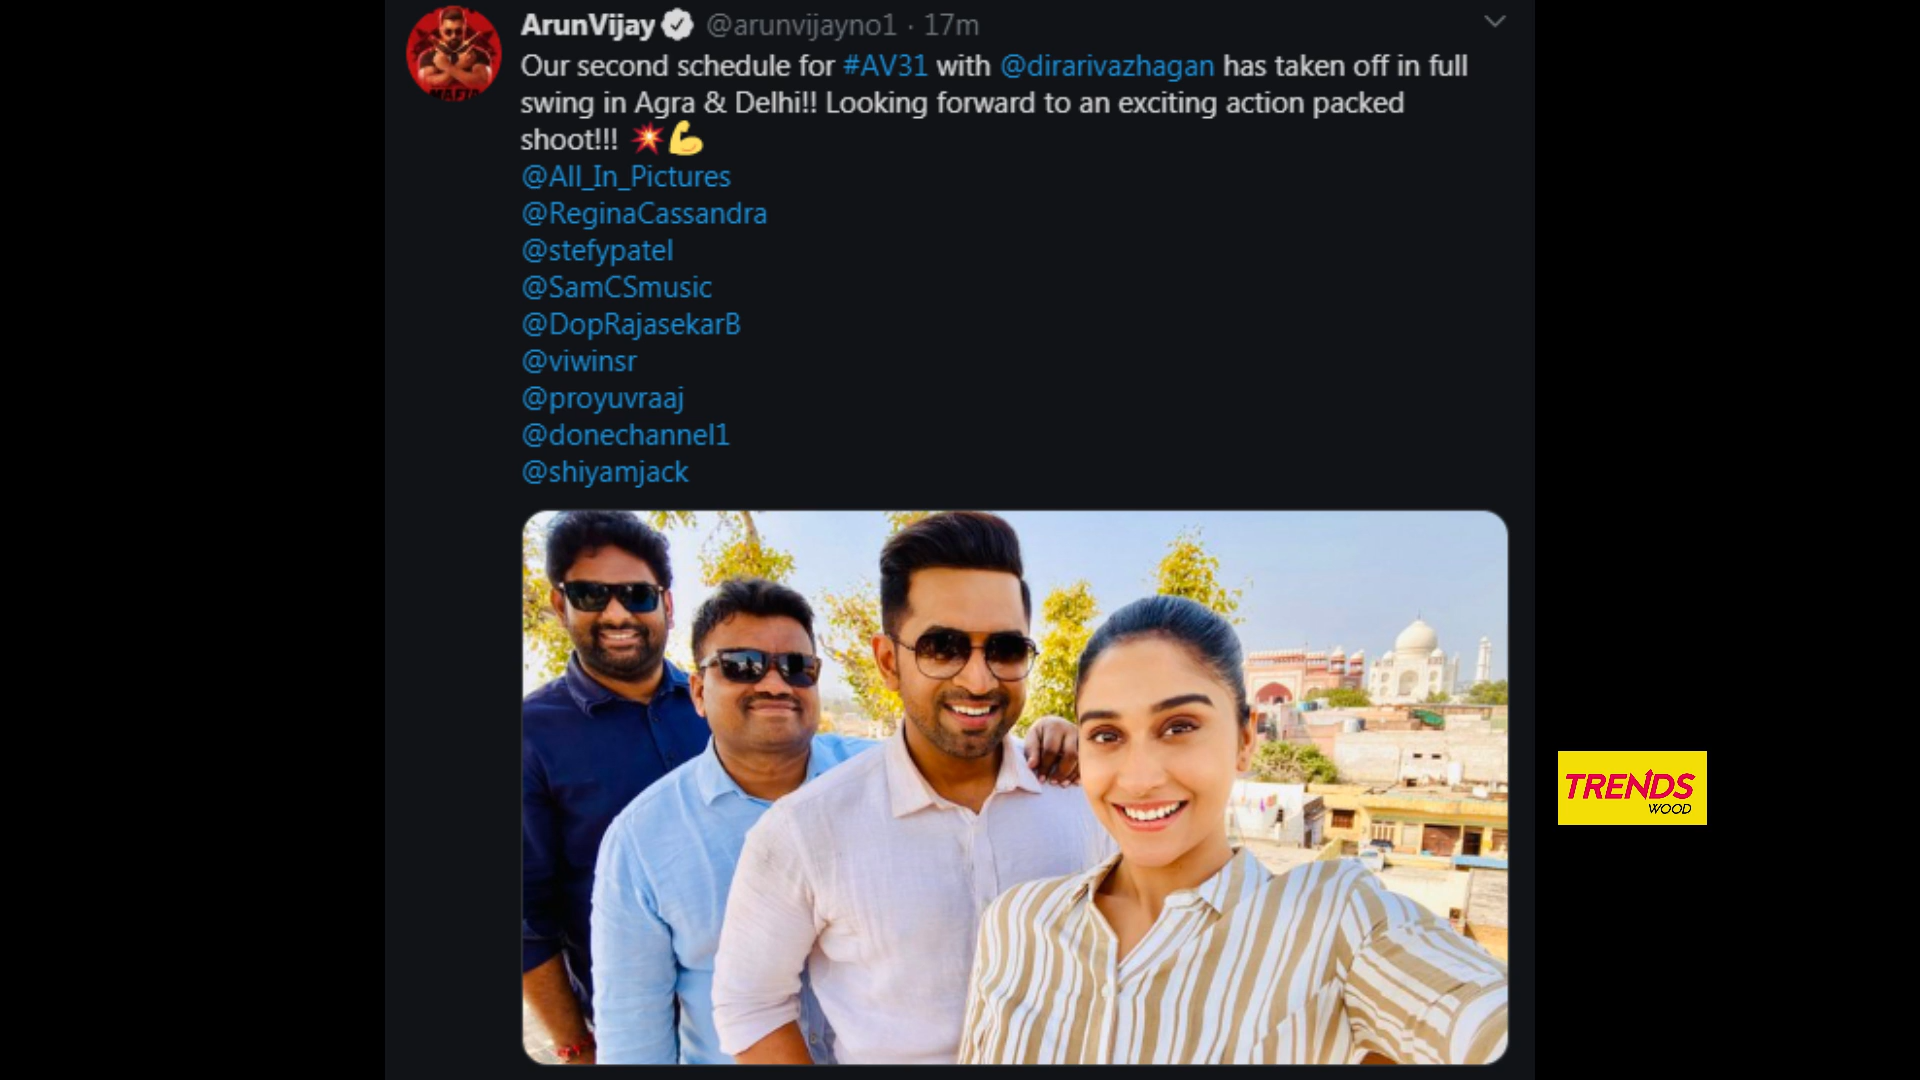 ArunVijay @arunvijayno1 · 17m
Our second schedule for #AV31 with @dirarivazhagan has taken off in full
swing in Agra & Delhi!! Looking forward to an exciting action packed
shoot!!! 💥💪
@All_In_Pictures
@ReginaCassandra
@stefypatel
@SamCSmusic
@DopRajasekarB
@viwinsr
@proyuvraaj
@donechannel1
@shiyamjack
MAFIA
TRENDS
WOOD